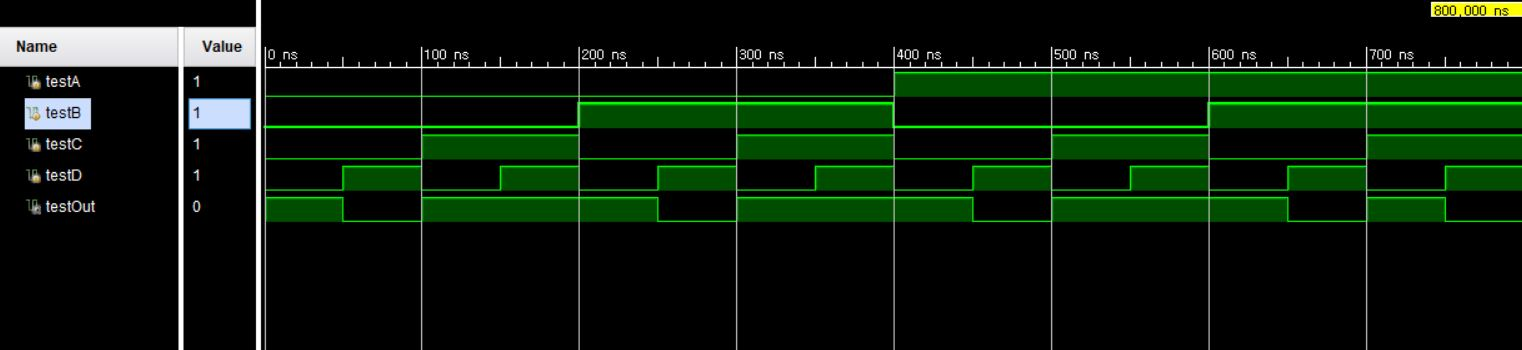 800,000 ns
Name Value
0 ns 100 ns 200 ns 300 ns 400 ns 500 ns 600 ns 700 ns
testA 1
testB 1
testC 1
testD 1
testOut 0